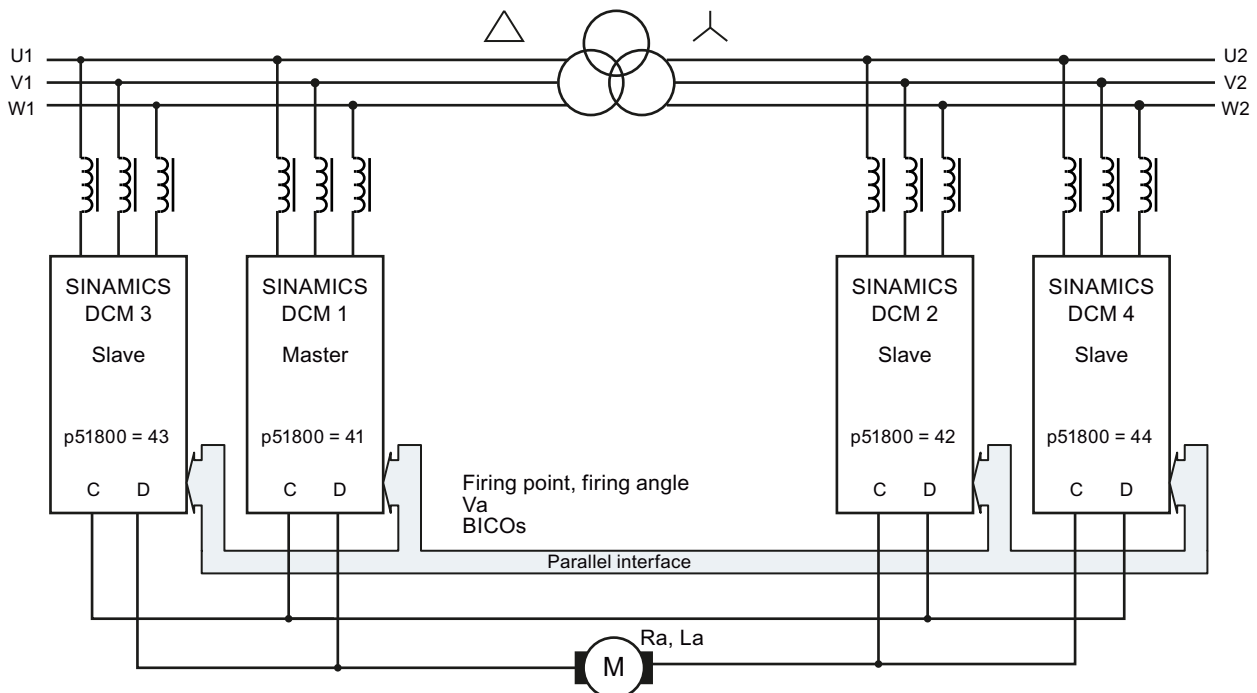 U1
V1
W1
U2
V2
W2
SINAMICS
DCM 3
Slave
p51800 = 43
C D
SINAMICS
DCM 1
Master
p51800 = 41
C D
SINAMICS
DCM 2
Slave
p51800 = 42
C D
SINAMICS
DCM 4
Slave
p51800 = 44
C D
Firing point, firing angle
Va
BICOs
Parallel interface
Ra, La
M